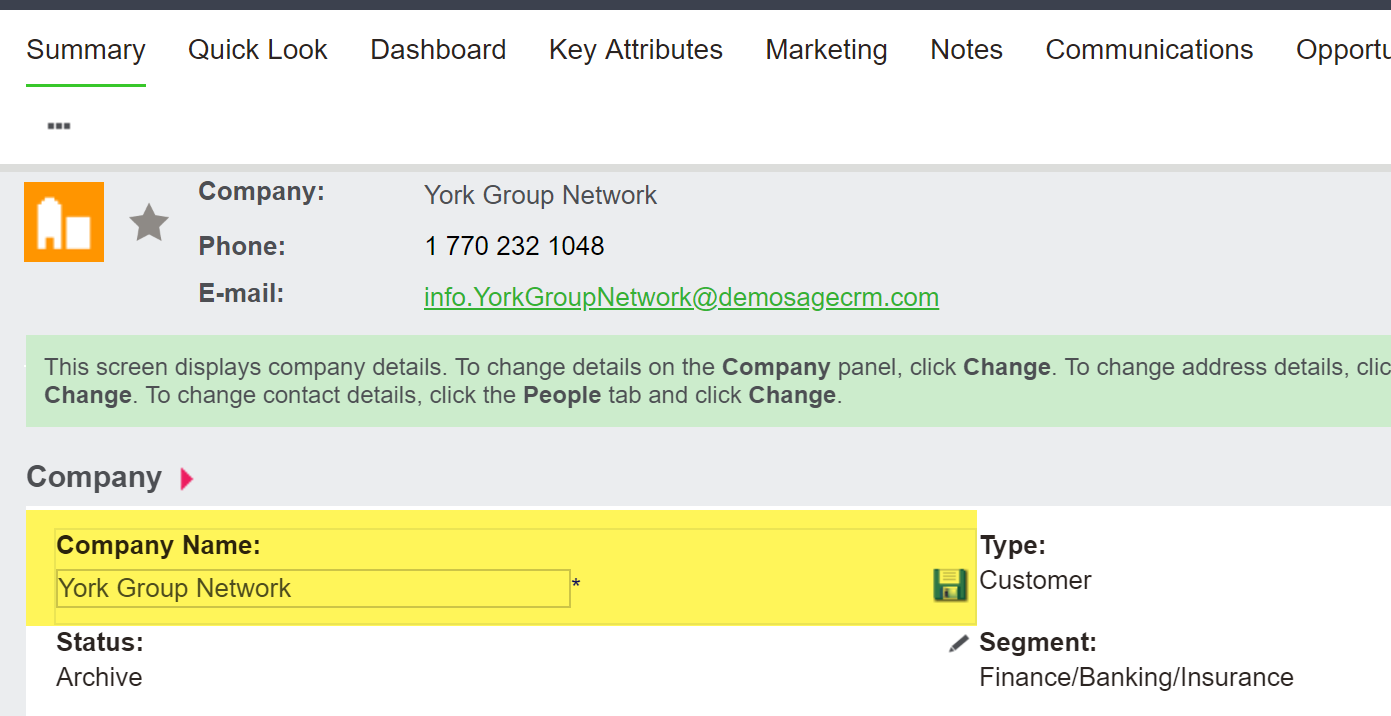 Summary Quick Look Dashboard Key Attributes Marketing Notes Communications Opportu
Company: York Group Network
Phone: 1 770 232 1048
E-mail: info.YorkGroupNetwork@demosagecrm.com
This screen displays company details. To change details on the Company panel, click Change. To change address details, clic
Change. To change contact details, click the People tab and click Change.
Company
Company Name: Type:
York Group Network * Customer
Status: Segment:
Archive Finance/Banking/Insurance